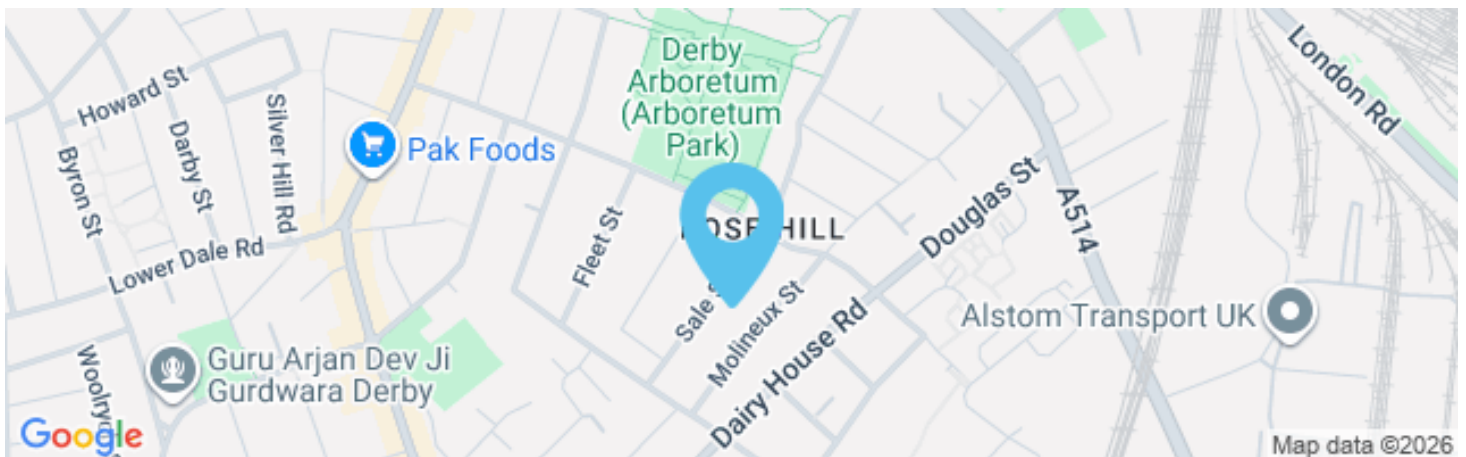 Howard St
Silver Hill Rd
Darby St
Byron St
Pak Foods
Lower Dale Rd
Derby
Arboretum
(Arboretum
Park)
Fleet St
HILL
Sale
Molineux St
Douglas St
Dairy House Rd
A514
London Rd
Alstom Transport UK
Guru Arjan Dev Ji
Gurdwara Derby
Google
Map data ©2026